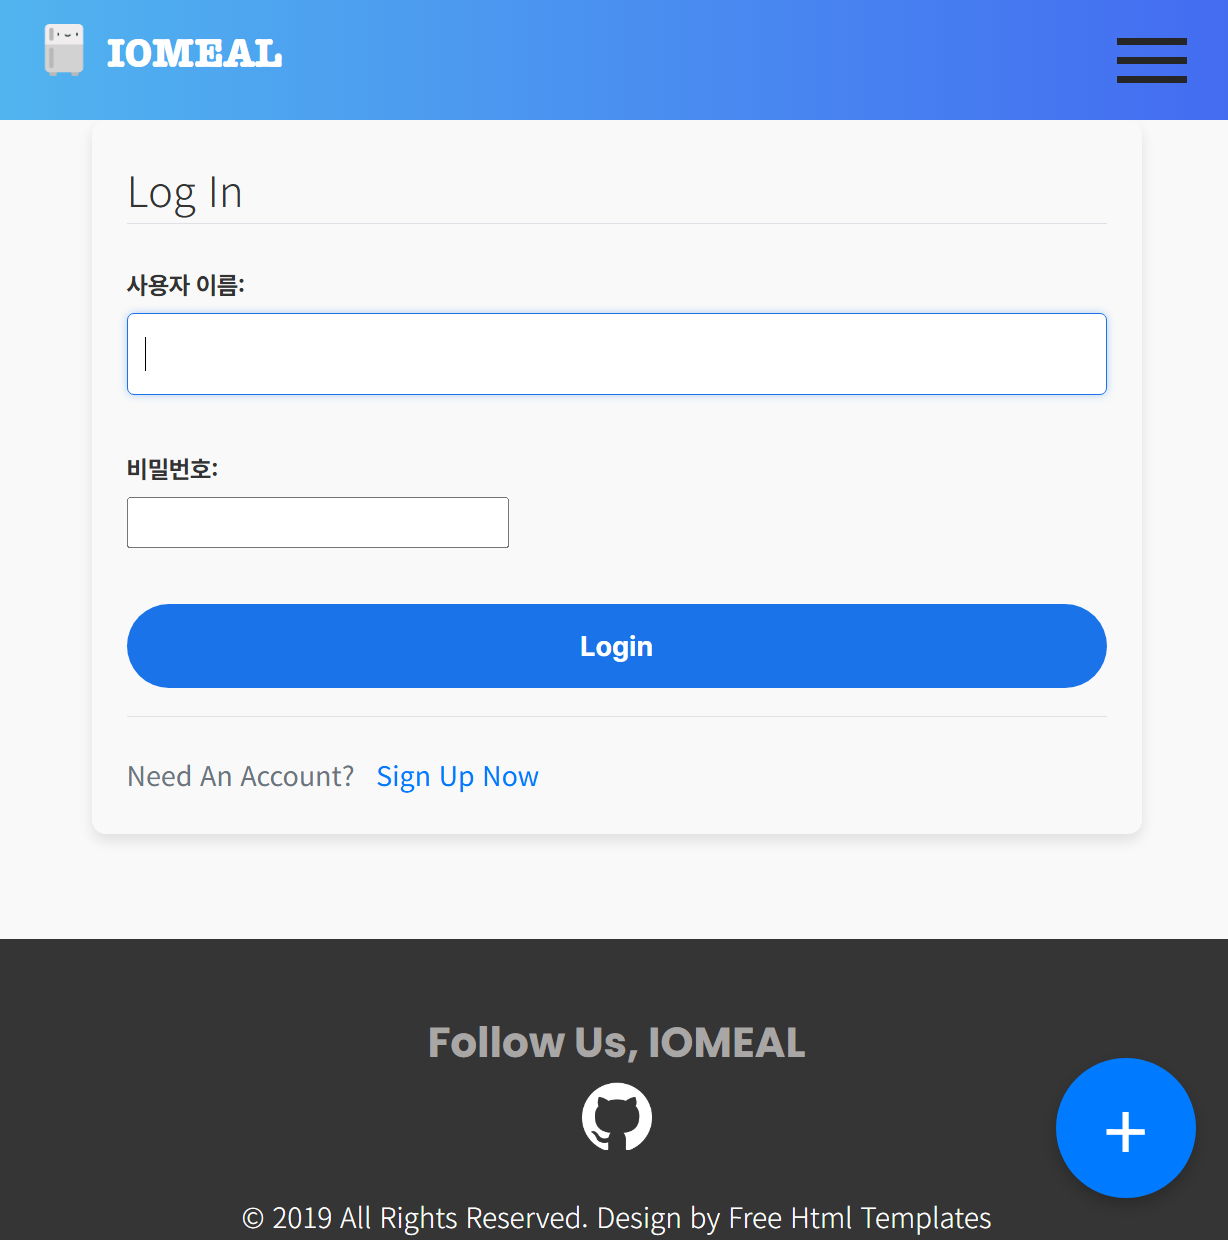 IOMEAL
Log In
사용자 이름:
비밀번호:
Login
Need An Account? Sign Up Now
Follow Us, IOMEAL
+
© 2019 All Rights Reserved. Design by Free Html Templates